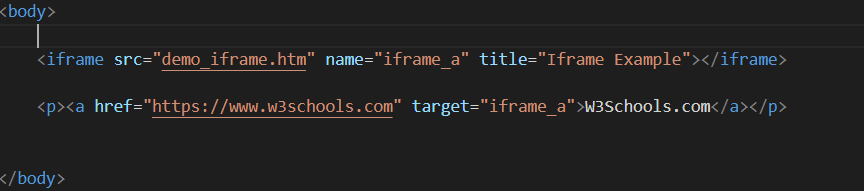 <body>
<iframe src="demo_iframe.htm" name="iframe_a" title="Iframe Example"></iframe>
<p><a href="https://www.w3schools.com" target="iframe_a">W3Schools.com</a></p>
</body>